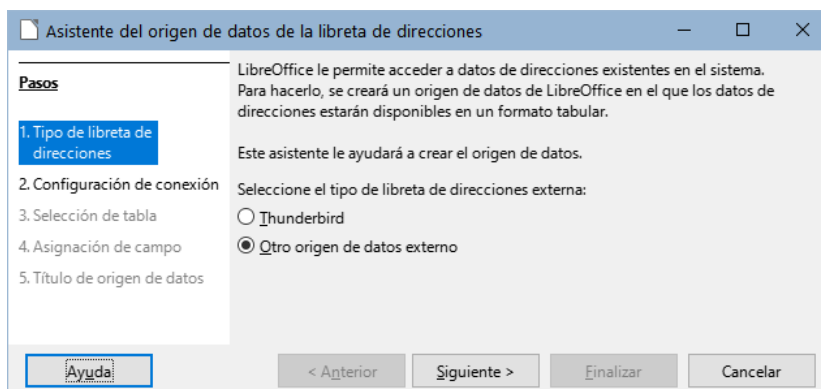 Asistente del origen de datos de la libreta de direcciones
Pasos
1. Tipo de libreta de
direcciones
2. Configuración de conexión
3. Selección de tabla
4. Asignación de campo
5. Título de origen de datos
LibreOffice le permite acceder a datos de direcciones existentes en el sistema.
Para hacerlo, se creará un origen de datos de LibreOffice en el que los datos de
direcciones estarán disponibles en un formato tabular.
Este asistente le ayudará a crear el origen de datos.
Seleccione el tipo de libreta de direcciones externa:
Thunderbird
Otro origen de datos externo
Ayuda
< Anterior
Siguiente >
Finalizar
Cancelar